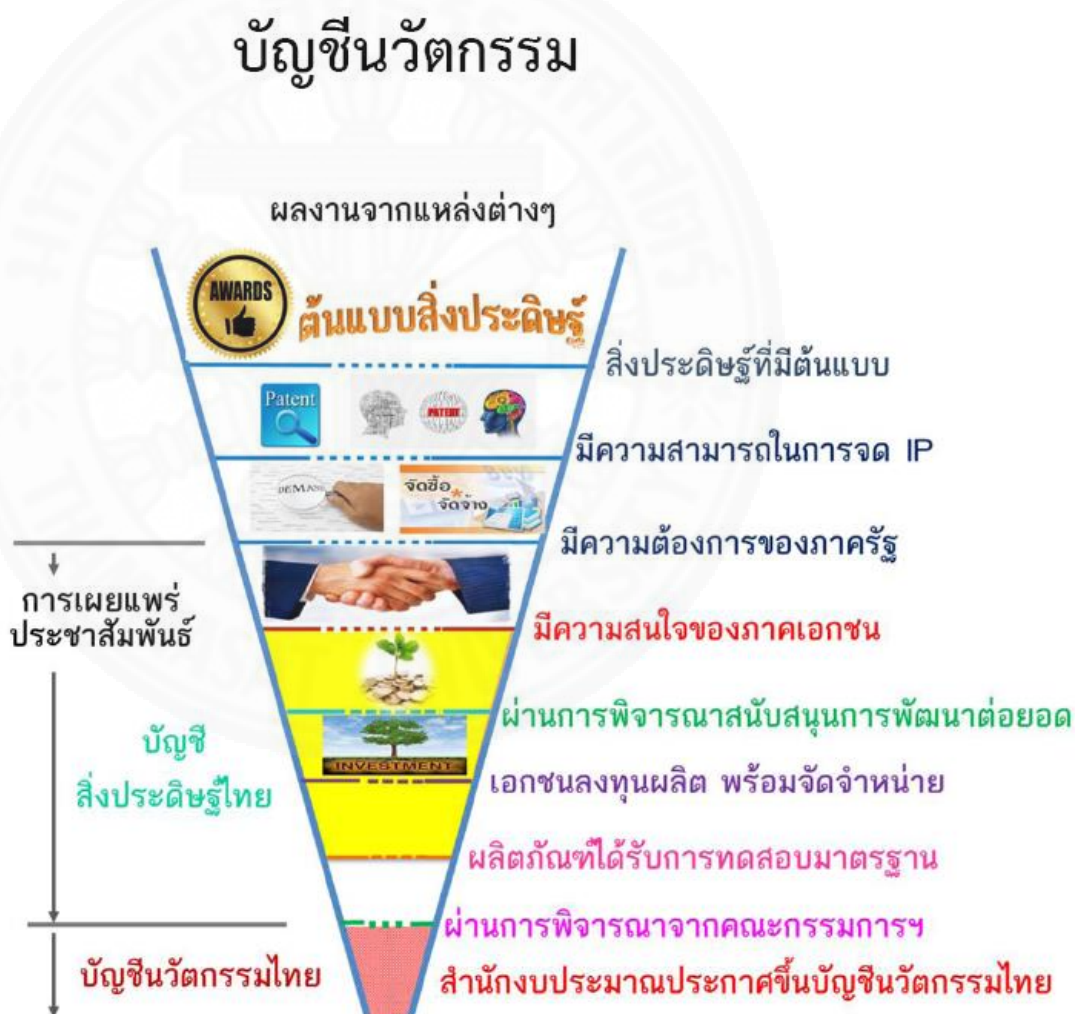 บัญชีนวัตกรรม
ผลงานจากแหล่งต่างๆ
AWARDS
ต้นแบบสิ่งประดิษฐ์
สิ่งประดิษฐ์ที่มีต้นแบบ
Patent
PATENT
มีความสามารถในการจด IP
DEMAND
จัดซื้อ
จัดจ้าง
มีความต้องการของภาครัฐ
การเผยแพร่
ประชาสัมพันธ์
มีความสนใจของภาคเอกชน
ผ่านการพิจารณาสนับสนุนการพัฒนาต่อยอด
บัญชี
สิ่งประดิษฐ์ไทย
INVESTMENT
เอกชนลงทุนผลิต พร้อมจัดจำหน่าย
ผลิตภัณฑ์ได้รับการทดสอบมาตรฐาน
ผ่านการพิจารณาจากคณะกรรมการฯ
บัญชีนวัตกรรมไทย
สำนักงบประมาณประกาศขึ้นบัญชีนวัตกรรมไทย